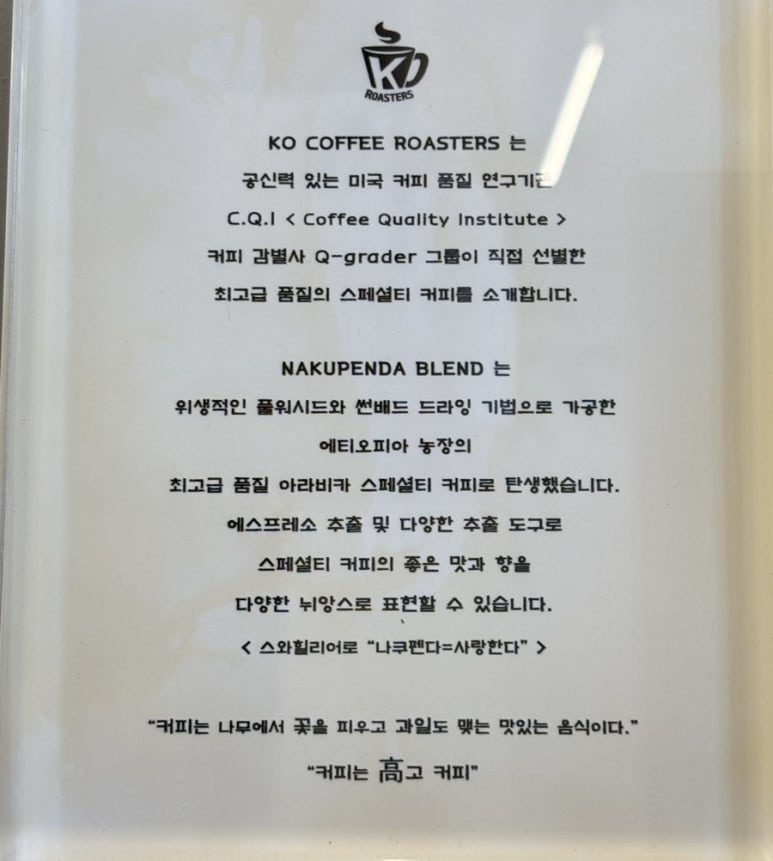 KO
ROASTERS
KO COFFEE ROASTERS 는
공신력 있는 미국 커피 품질 연구기관
C.Q.I < Coffee Quality Institute >
커피 감별사 Q-grader 그룹이 직접 선별한
최고급 품질의 스페셜티 커피를 소개합니다.
NAKUPENDA BLEND 는
위생적인 풀워시드와 썬배드 드라잉 기법으로 가공한
에티오피아 농장의
최고급 품질 아라비카 스페셜티 커피로 탄생했습니다.
에스프레소 추출 및 다양한 추출 도구로
스페셜티 커피의 좋은 맛과 향을
다양한 뉘앙스로 표현할 수 있습니다.
< 스와힐리어로 “나쿠펜다=사랑한다” >
“커피는 나무에서 꽃을 피우고 과일도 맺는 맛있는 음식이다.”
“커피는 高고 커피”